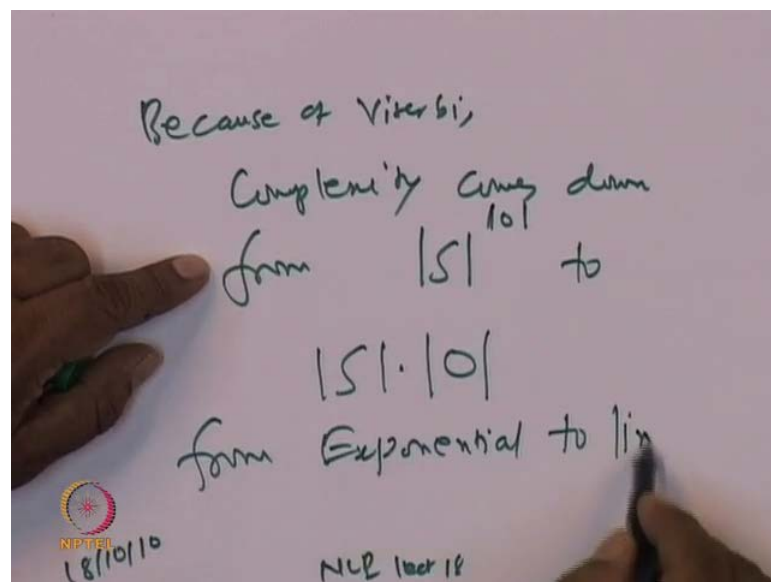 Because of Viterbi,
Complexity comes down
from |S|^|O| to
|S|.|O|
from Exponential to lin
NPTEL
18/10/10
NLP lect 18